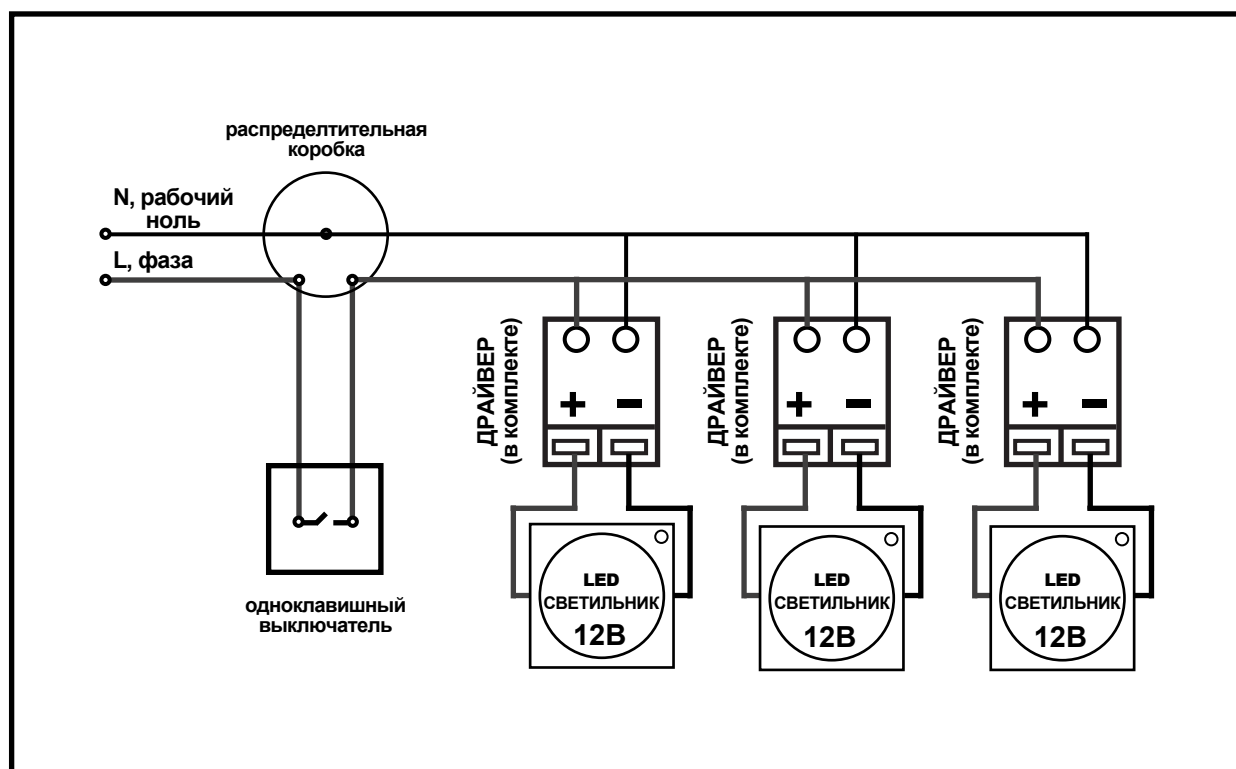 распределтительная
коробка
N, рабочий
ноль
L, фаза
ДРАЙВЕР
(в комплекте)
+ −
ДРАЙВЕР
(в комплекте)
+ −
ДРАЙВЕР
(в комплекте)
+ −
LED
СВЕТИЛЬНИК
12В
LED
СВЕТИЛЬНИК
12В
LED
СВЕТИЛЬНИК
12В
одноклавишный
выключатель